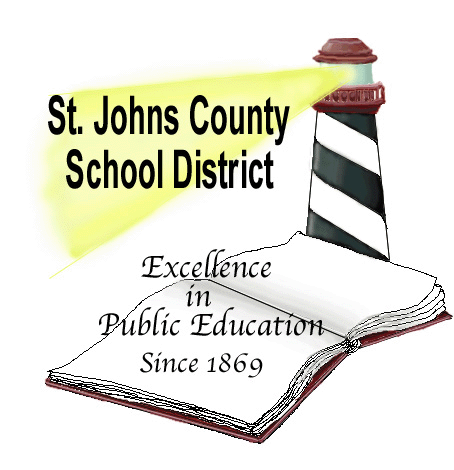 St. Johns County
School District
Excellence
in
Public Education
Since 1869